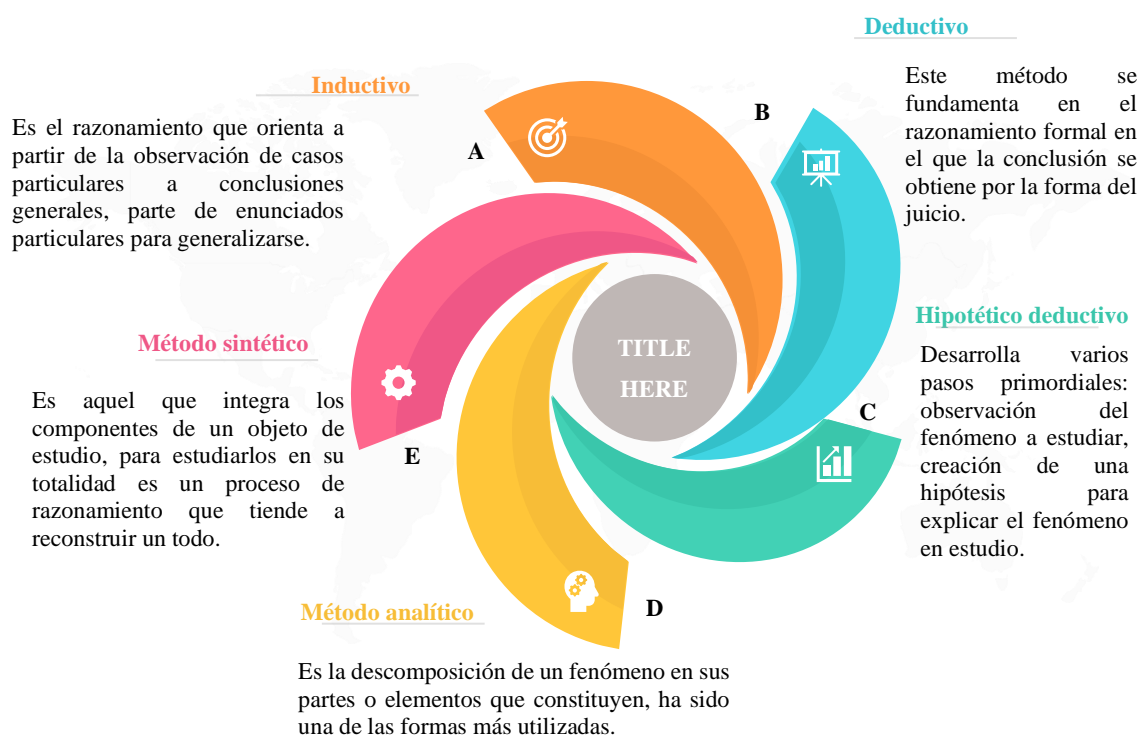 Inductivo
Es el razonamiento que orienta a
partir de la observación de casos
particulares a conclusiones
generales, parte de enunciados
particulares para generalizarse.
A
Deductivo
Este método se
fundamenta en el
razonamiento formal en
el que la conclusión se
obtiene por la forma del
juicio.
B
Hipotético deductivo
Desarrolla varios
pasos primordiales:
observación del
fenómeno a estudiar,
creación de una
hipótesis para
explicar el fenómeno
en estudio.
C
TITLE
HERE
Método sintético
Es aquel que integra los
componentes de un objeto de
estudio, para estudiarlos en su
totalidad es un proceso de
razonamiento que tiende a
reconstruir un todo.
E
Método analítico
D
Es la descomposición de un fenómeno en sus
partes o elementos que constituyen, ha sido
una de las formas más utilizadas.